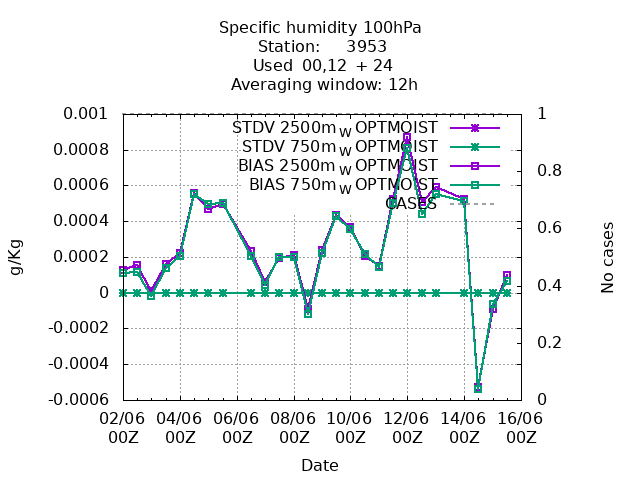 Specific humidity 100hPa
Station: 3953
Used 00,12 + 24
Averaging window: 12h
0.001
0.0008
0.0006
0.0004
0.0002
0
-0.0002
-0.0004
-0.0006
g/Kg
STDV 2500m_W OPTMOIST
STDV 750m_W OPTMOIST
BIAS 2500m_W OPTMOIST
BIAS 750m_W OPTMOIST
CASES
1
0.8
0.6
0.4
0.2
0
No cases
02/06 04/06 06/06 08/06 10/06 12/06 14/06 16/06
00Z 00Z 00Z 00Z 00Z 00Z 00Z 00Z
Date